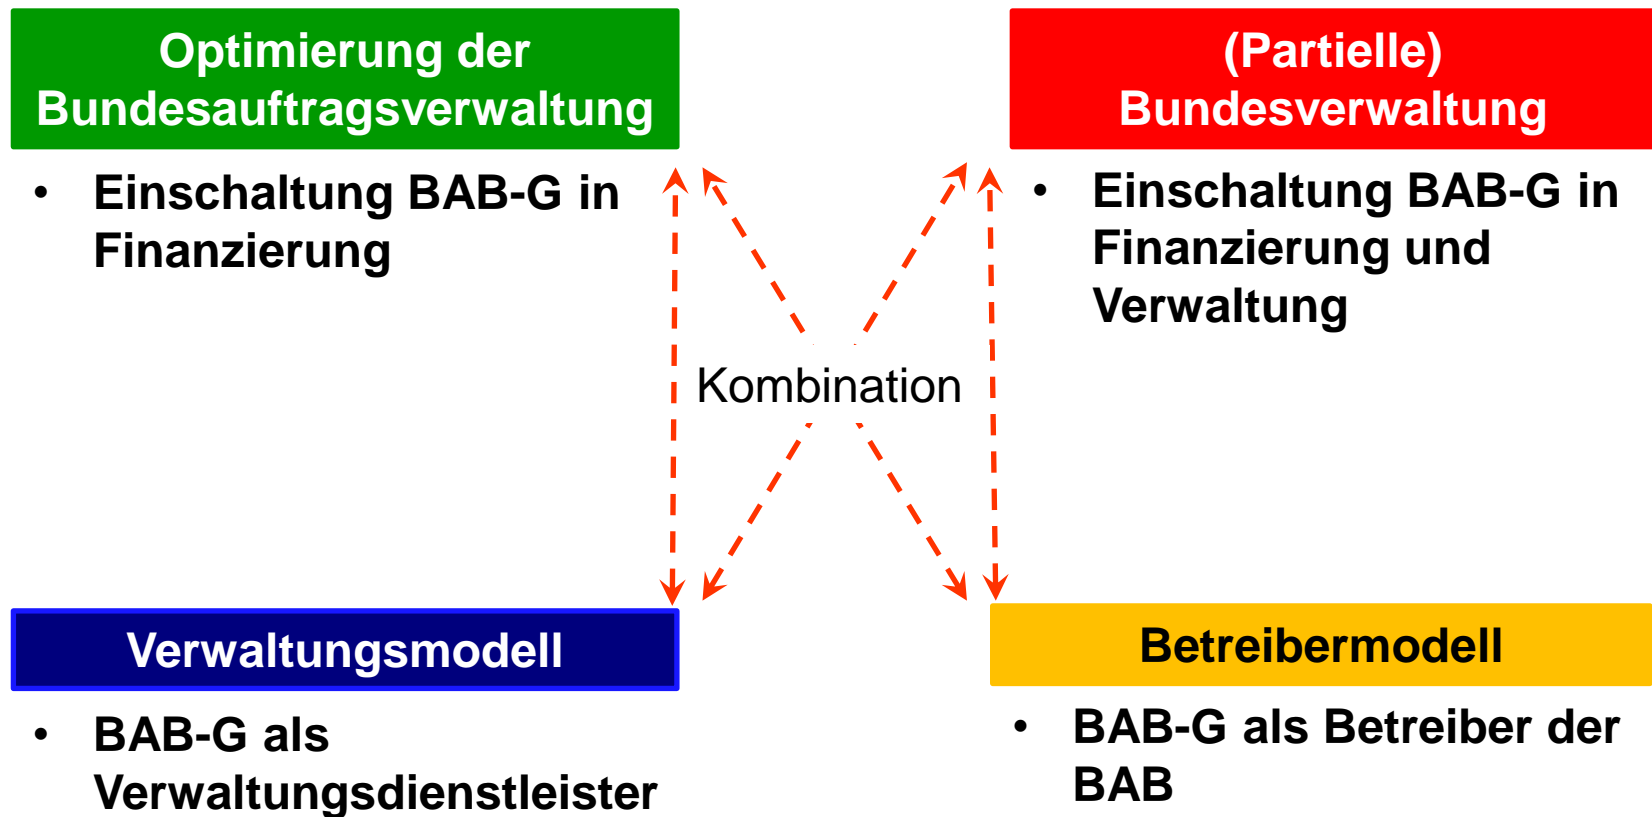 Optimierung der
Bundesauftragsverwaltung
• Einschaltung BAB-G in
Finanzierung
(Partielle)
Bundesverwaltung
• Einschaltung BAB-G in
Finanzierung und
Verwaltung
Kombination
Verwaltungsmodell
• BAB-G als
Verwaltungsdienstleister
Betreibermodell
• BAB-G als Betreiber der
BAB